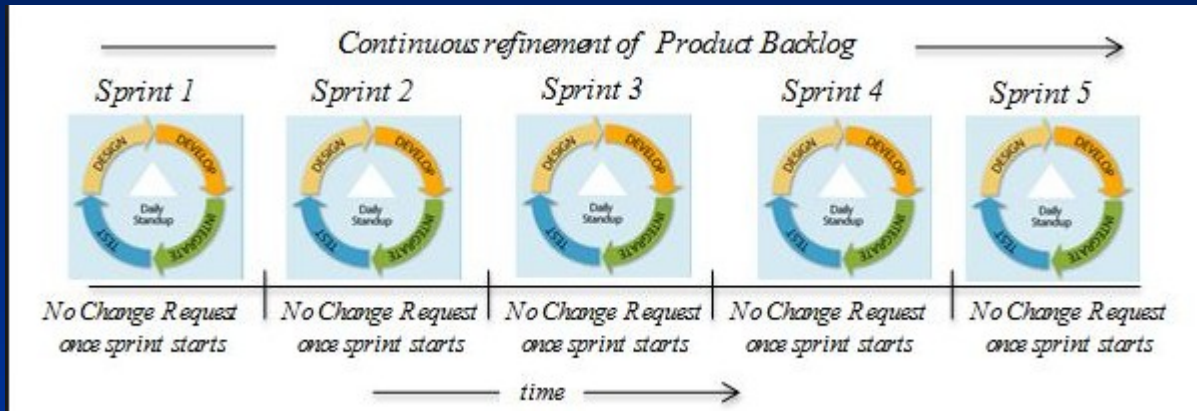 Continuous refinement of Product Backlog
Sprint 1
Sprint 2
Sprint 3
Sprint 4
Sprint 5
DESIGN
DEVELOP
INTEGRATE
TEST
Daily
Standup
DESIGN
DEVELOP
INTEGRATE
TEST
Daily
Standup
DESIGN
DEVELOP
INTEGRATE
TEST
Daily
Standup
DESIGN
DEVELOP
INTEGRATE
TEST
Daily
Standup
DESIGN
DEVELOP
INTEGRATE
TEST
Daily
Standup
No Change Request
once sprint starts
No Change Request
once sprint starts
No Change Request
once sprint starts
No Change Request
once sprint starts
No Change Request
once sprint starts
time